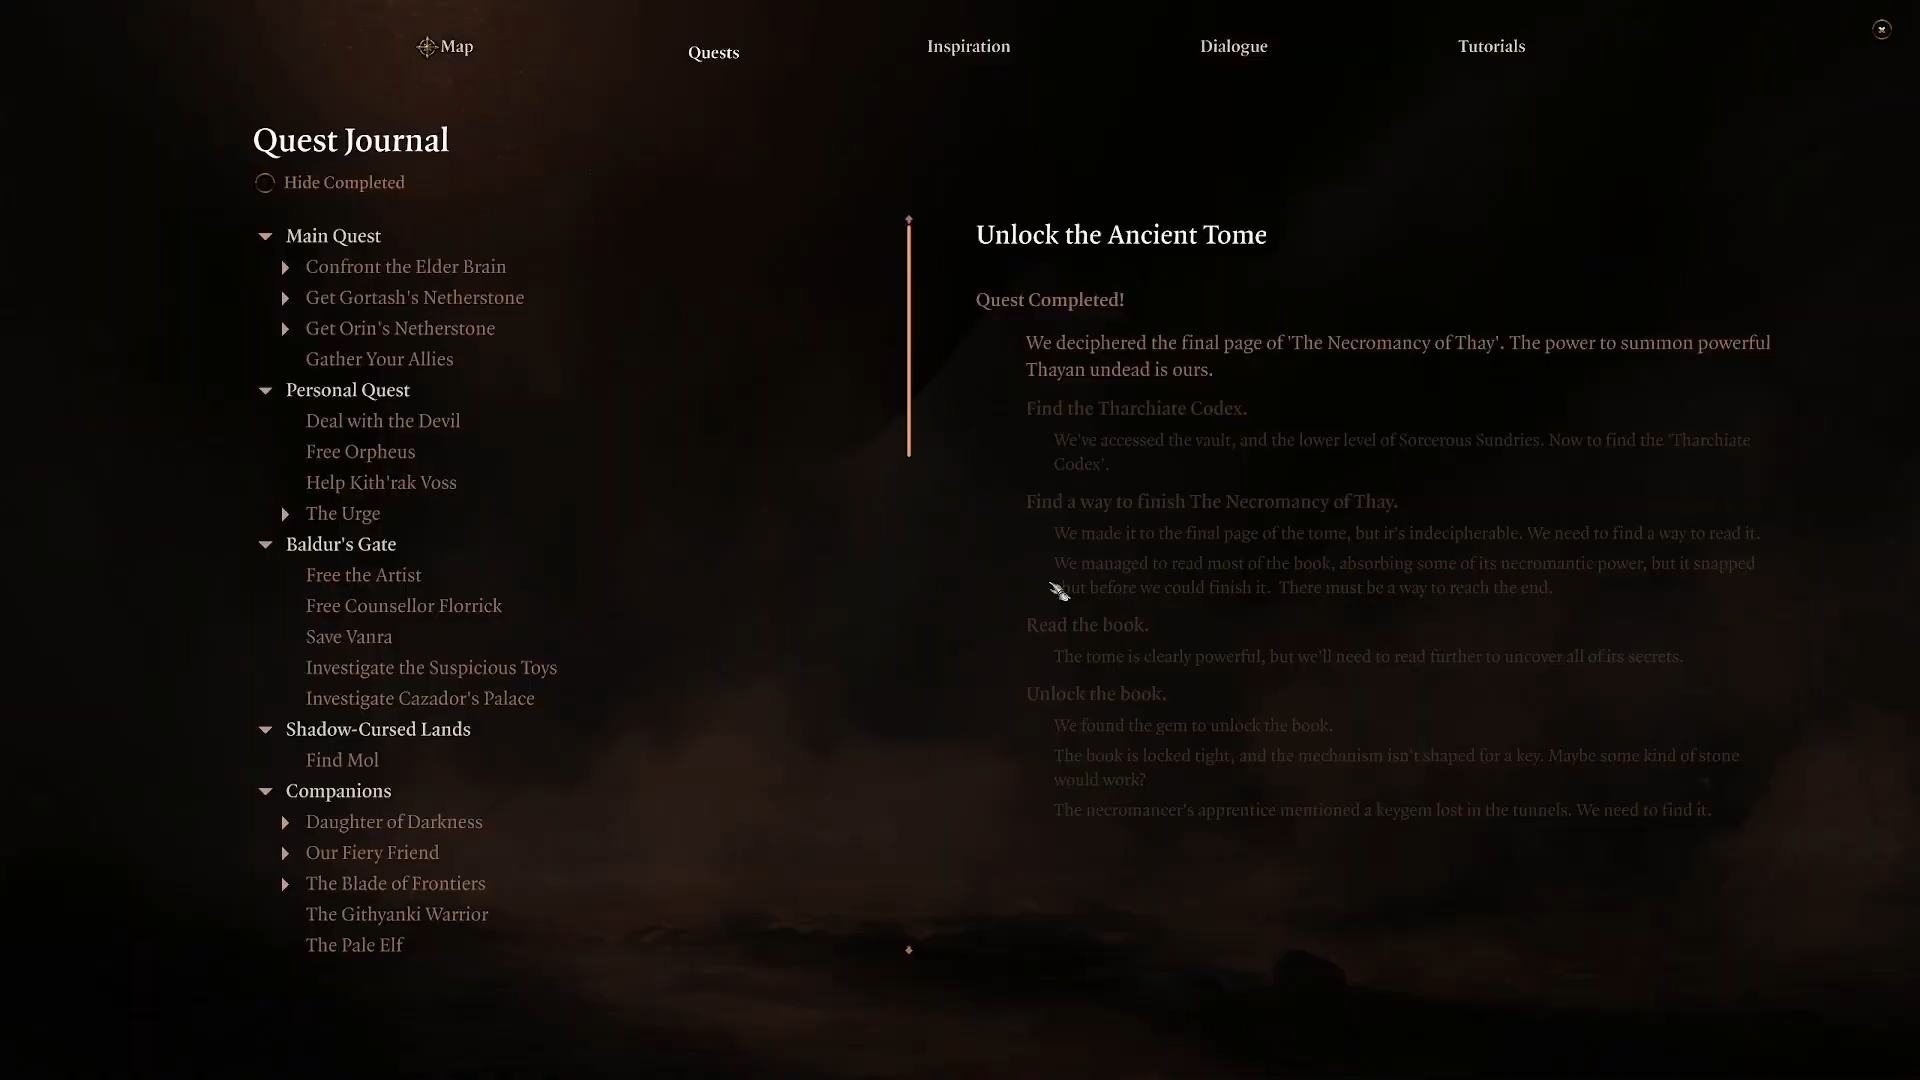 Map
Quests
Inspiration
Dialogue
Tutorials
Quest Journal
Hide Completed
Main Quest
Confront the Elder Brain
Get Gortash's Netherstone
Get Orin's Netherstone
Gather Your Allies
Personal Quest
Deal with the Devil
Free Orpheus
Help Kith'rak Voss
The Urge
Baldur's Gate
Free the Artist
Free Counsellor Florrick
Save Vanra
Investigate the Suspicious Toys
Investigate Cazador's Palace
Shadow-Cursed Lands
Find Mol
Companions
Daughter of Darkness
Our Fiery Friend
The Blade of Frontiers
The Githyanki Warrior
The Pale Elf
Unlock the Ancient Tome
Quest Completed!
We deciphered the final page of 'The Necromancy of Thay'. The power to summon powerful
Thayan undead is ours.
Find the Tharchiate Codex.
We've accessed the vault, and the lower level of Sorcerous Sundries. Now to find the 'Tharchiate
Codex'.
Find a way to finish The Necromancy of Thay.
We made it to the final page of the tome, but it's indecipherable. We need to find a way to read it.
We managed to read most of the book, absorbing some of its necromantic power, but it snapped
before we could finish it. There must be a way to reach the end.
Read the book.
The tome is clearly powerful, but we'll need to read further to uncover all of its secrets.
Unlock the book.
We found the gem to unlock the book.
The book is locked tight, and the mechanism isn't shaped for a key. Maybe some kind of stone
would work?
The necromancer's apprentice mentioned a keygem lost in the tunnels. We need to find it.